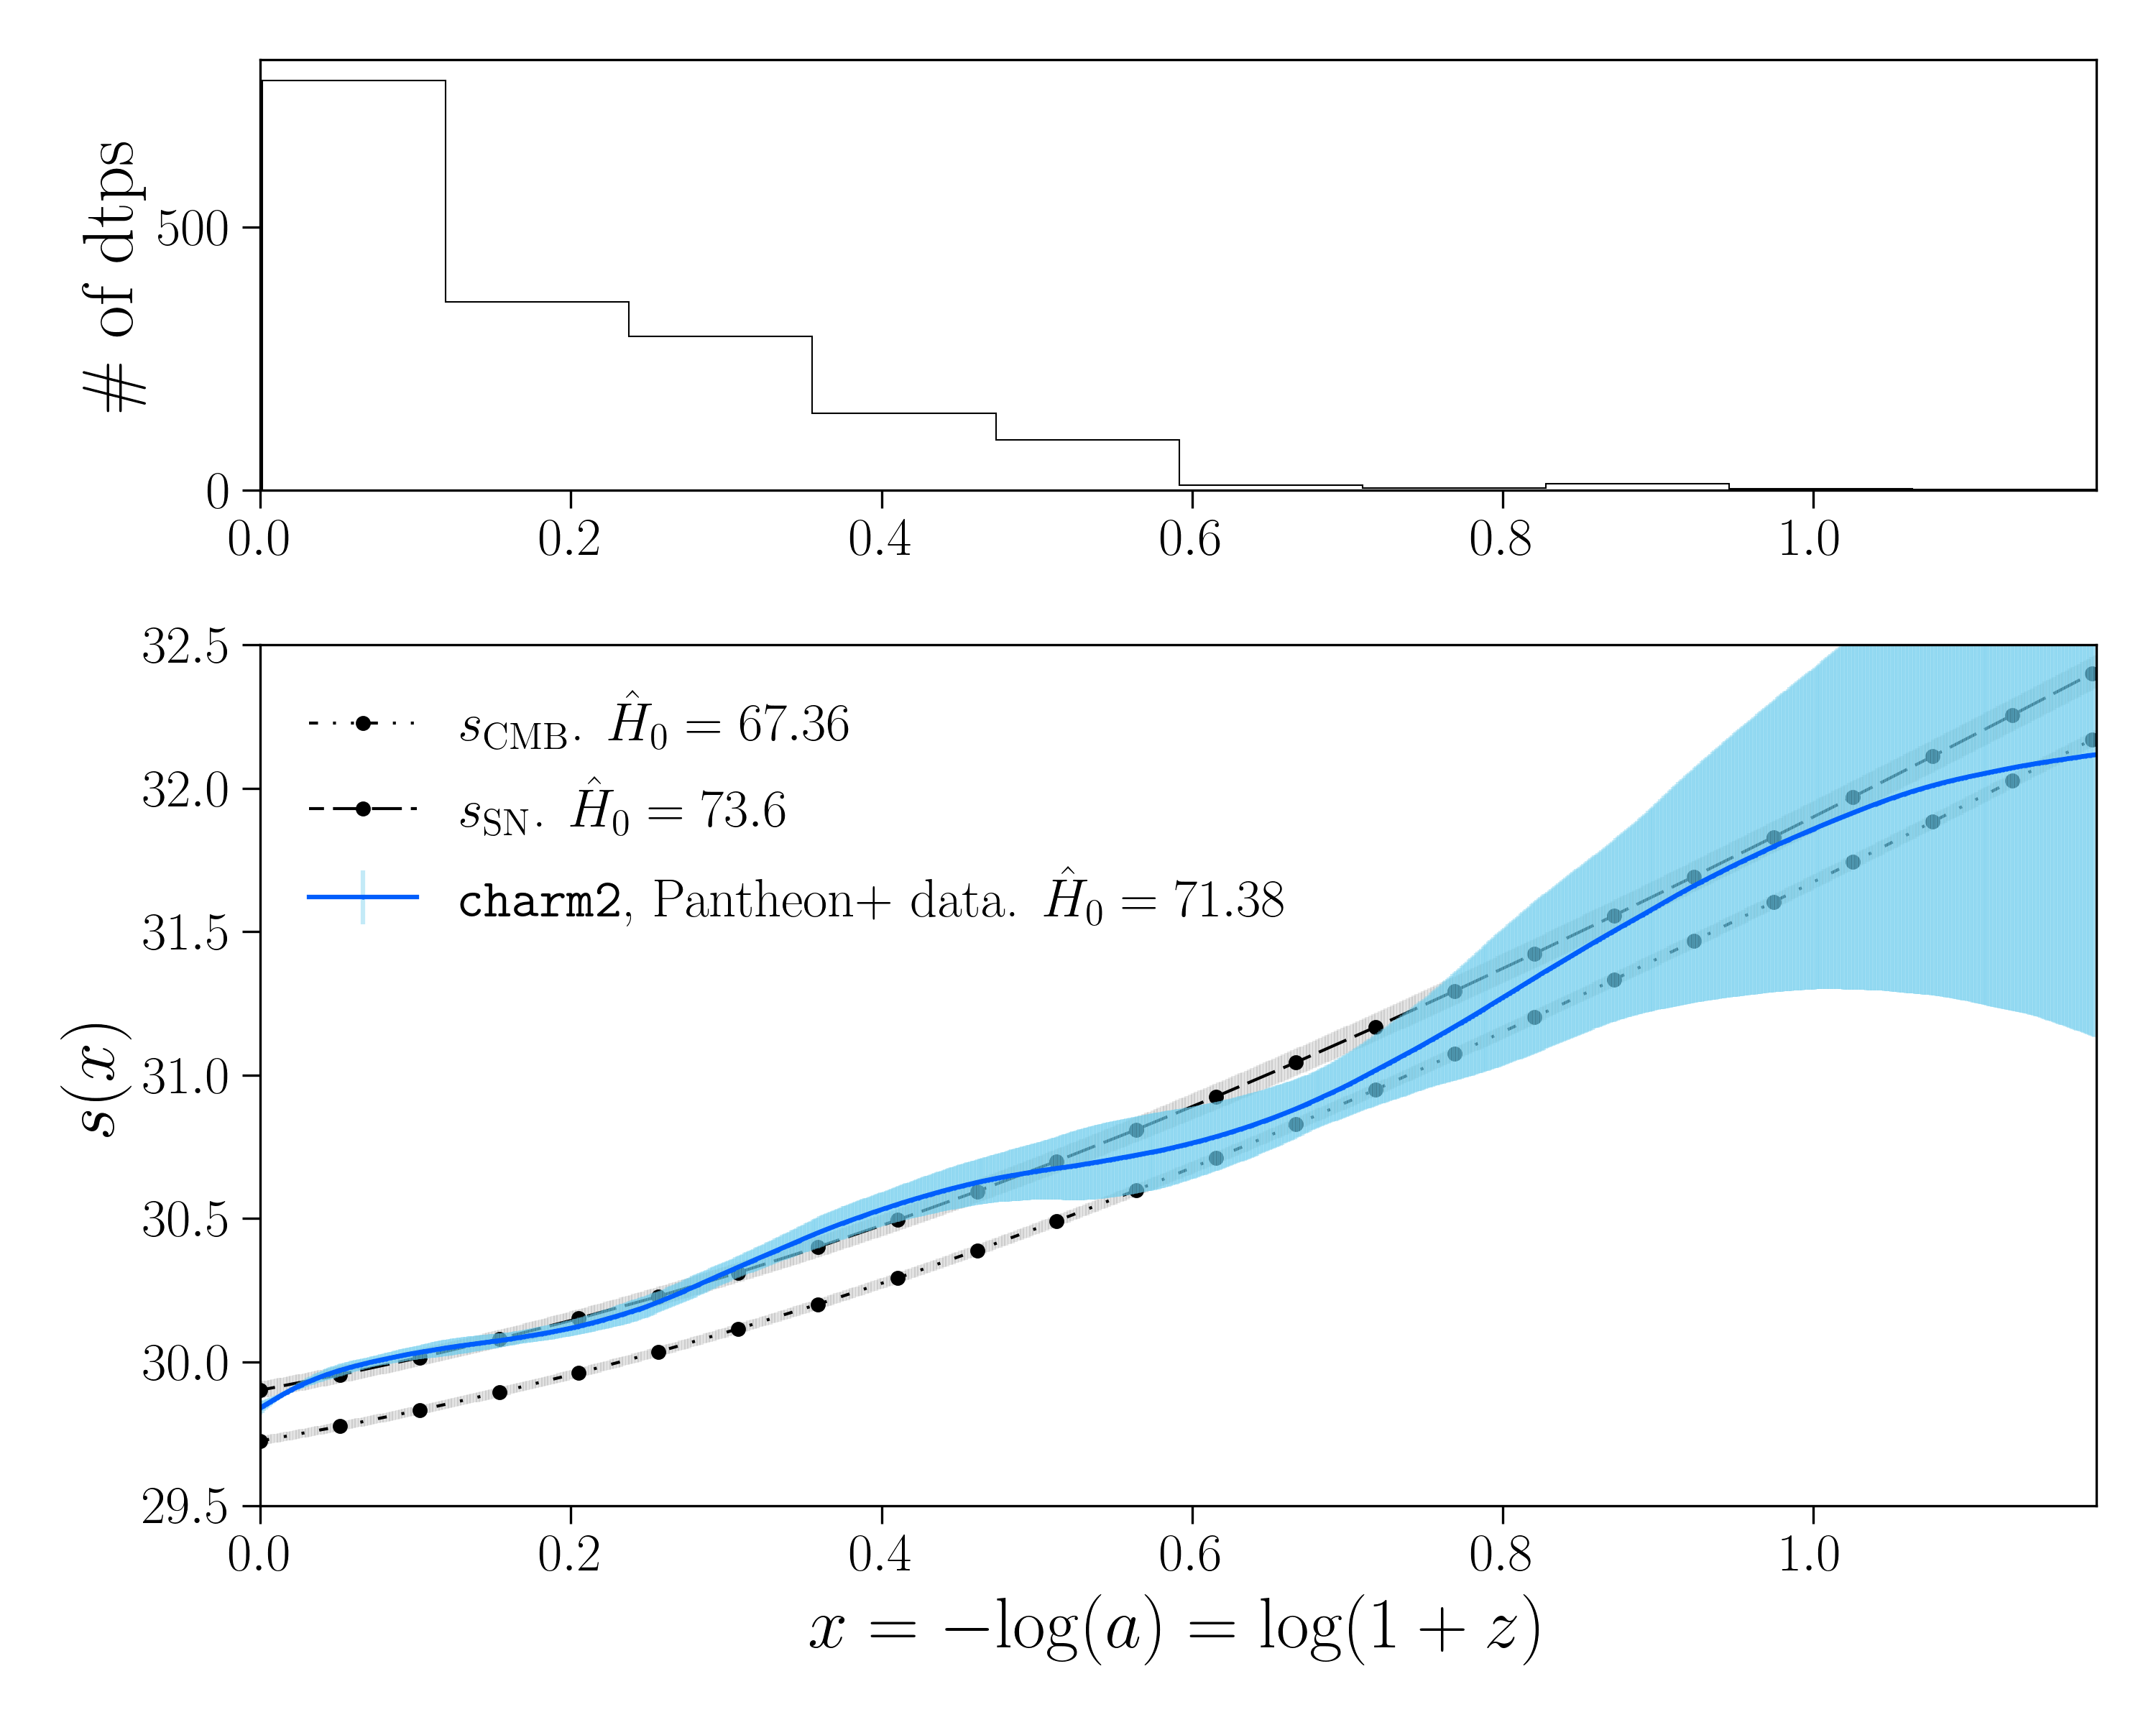 # of dtps
500
0
0.0 0.2 0.4 0.6 0.8 1.0
s(x)
32.5
32.0
31.5
31.0
30.5
30.0
29.5
s_CMB. Ĥ_0 = 67.36
s_SN. Ĥ_0 = 73.6
charm2, Pantheon+ data. Ĥ_0 = 71.38
0.0 0.2 0.4 0.6 0.8 1.0
x = −log(a) = log(1 + z)